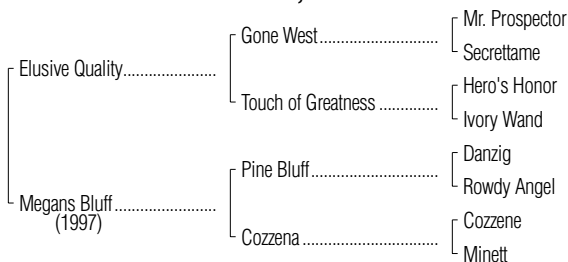 Mr. Prospector
Gone West
Secrettame
Elusive Quality
Hero's Honor
Touch of Greatness
Ivory Wand
Danzig
Pine Bluff
Rowdy Angel
Megans Bluff
(1997)
Cozzene
Cozzena
Minett